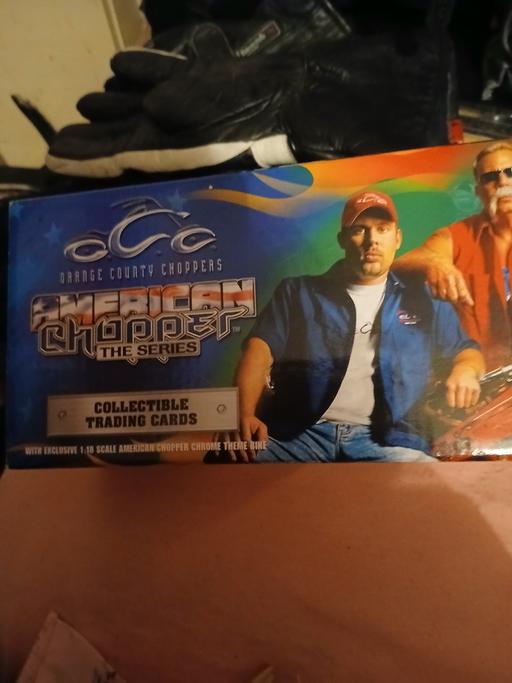 OCC
ORANGE COUNTY CHOPPERS
AMERICAN
chopper™
THE SERIES
COLLECTIBLE
TRADING CARDS
WITH EXCLUSIVE 1:18 SCALE AMERICAN CHOPPER CHROME THEME BIKE